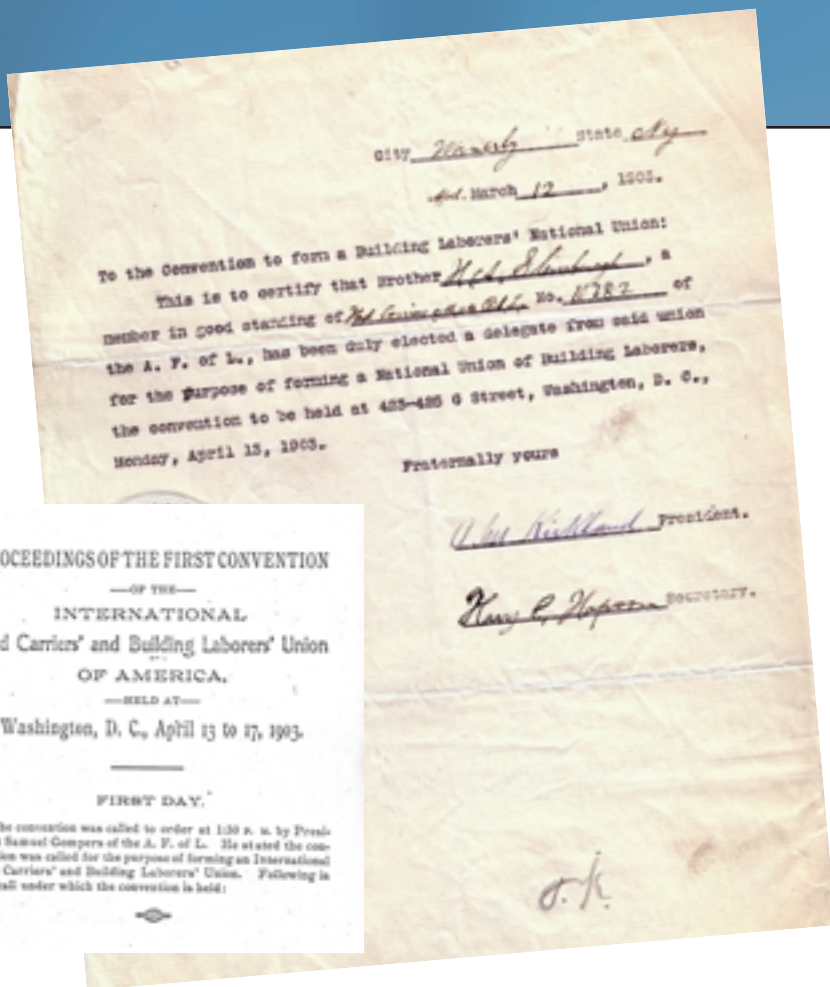 City Waverly State Ny
March 12, 1903.
To the Convention to form a Building Laborers' National Union:
This is to certify that Brother , a
member in good standing of No. of
the A. F. of L., has been duly elected a delegate from said union
for the purpose of forming a National Union of Building Laborers,
the convention to be held at 423-425 G Street, Washington, D. C.,
Monday, April 13, 1903.
Fraternally yours
Kirkland President.
Secretary.
O.K.
OCEEDINGS OF THE FIRST CONVENTION
—OF THE—
INTERNATIONAL
d Carriers' and Building Laborers' Union
OF AMERICA,
—HELD AT—
Washington, D. C., April 13 to 17, 1903.
FIRST DAY.
he convention was called to order at 1:30 P. M. by Presi-
Samuel Gompers of the A. F. of L. He stated the con-
ion was called for the purpose of forming an International
Carriers' and Building Laborers' Union. Following is
all under which the convention is held: